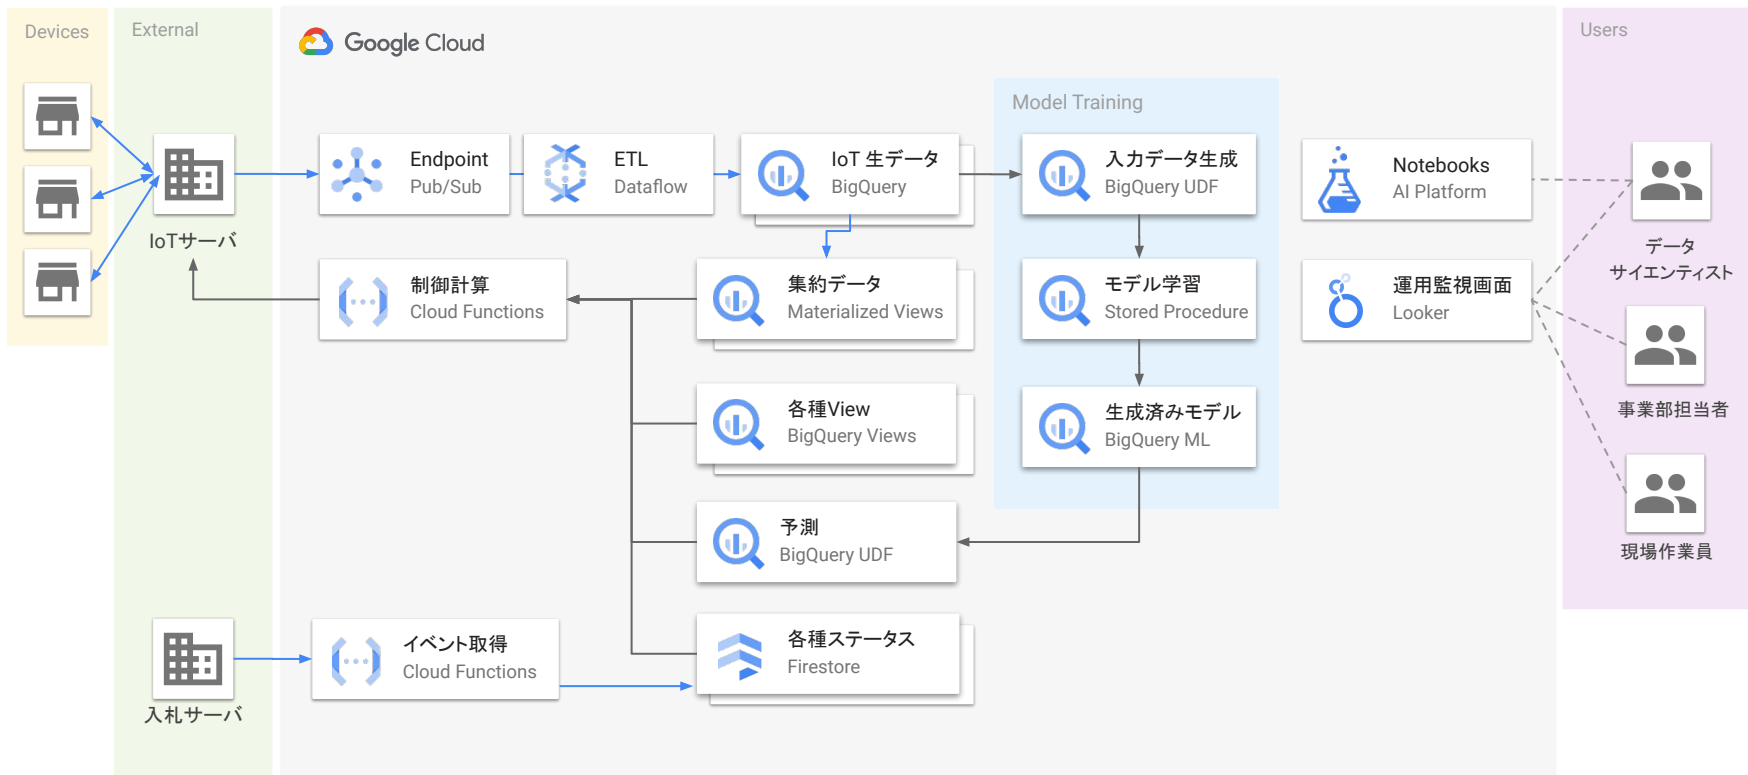 Devices
External
Google Cloud
Users
Model Training
IoTサーバ
Endpoint
Pub/Sub
ETL
Dataflow
IoT 生データ
BigQuery
入力データ生成
BigQuery UDF
Notebooks
AI Platform
データ
サイエンティスト
制御計算
Cloud Functions
集約データ
Materialized Views
モデル学習
Stored Procedure
運用監視画面
Looker
事業部担当者
各種View
BigQuery Views
生成済みモデル
BigQuery ML
予測
BigQuery UDF
現場作業員
入札サーバ
イベント取得
Cloud Functions
各種ステータス
Firestore